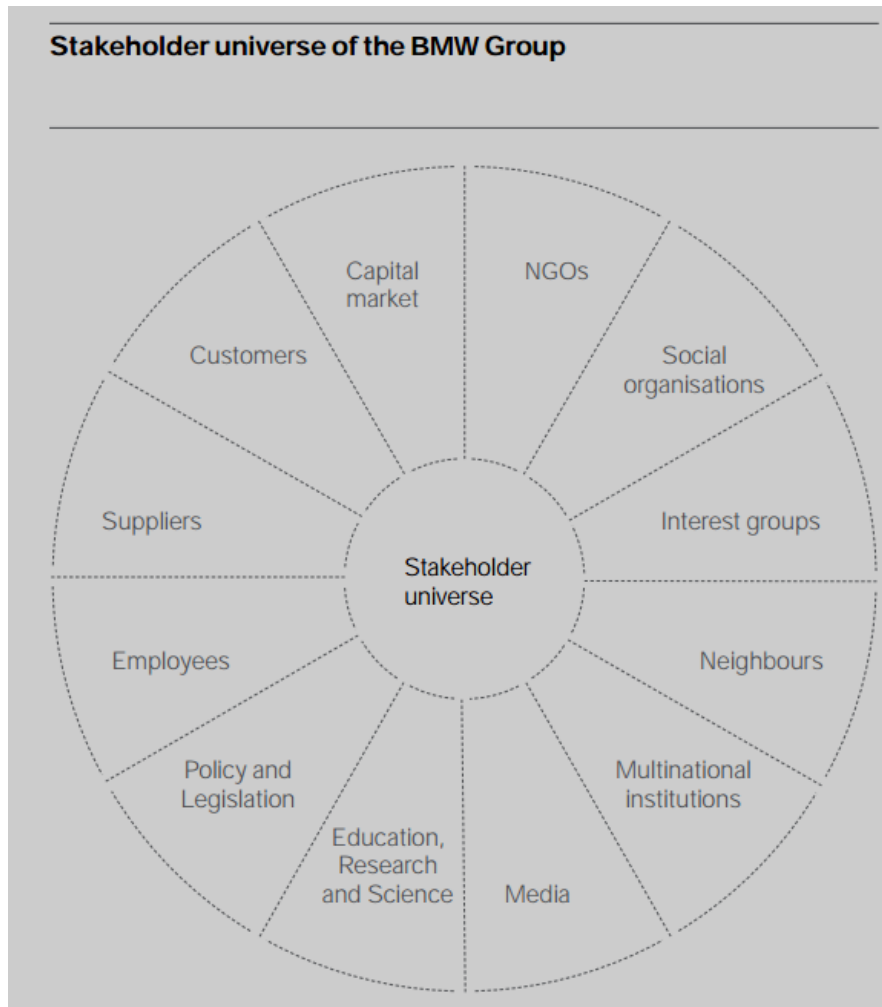 Stakeholder universe of the BMW Group
Capital
market
NGOs
Customers
Social
organisations
Suppliers
Interest groups
Stakeholder
universe
Employees
Neighbours
Policy and
Legislation
Multinational
institutions
Education,
Research
and Science
Media